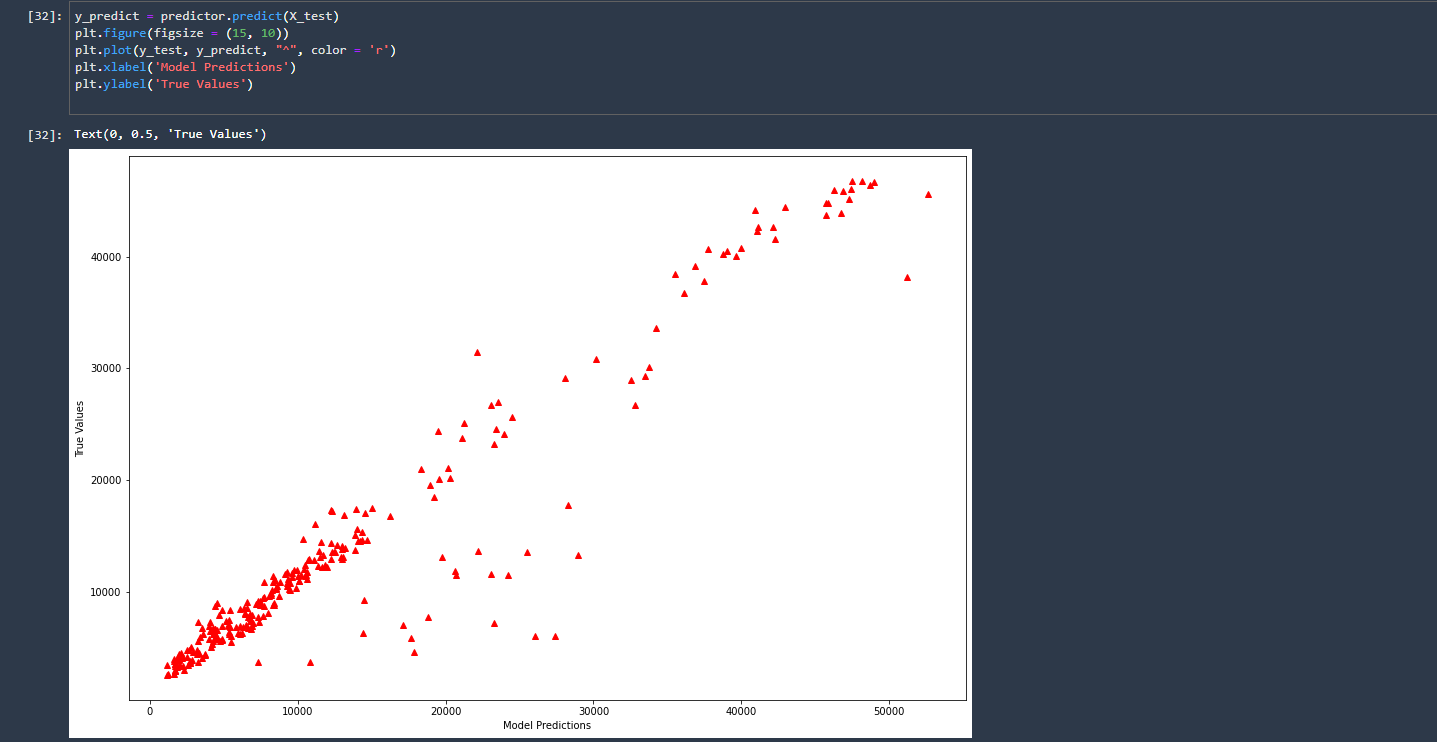 [32]: y_predict = predictor.predict(X_test)
plt.figure(figsize = (15, 10))
plt.plot(y_test, y_predict, "^", color = 'r')
plt.xlabel('Model Predictions')
plt.ylabel('True Values')
[32]: Text(0, 0.5, 'True Values')
True Values
40000
30000
20000
10000
0 10000 20000 30000 40000 50000
Model Predictions